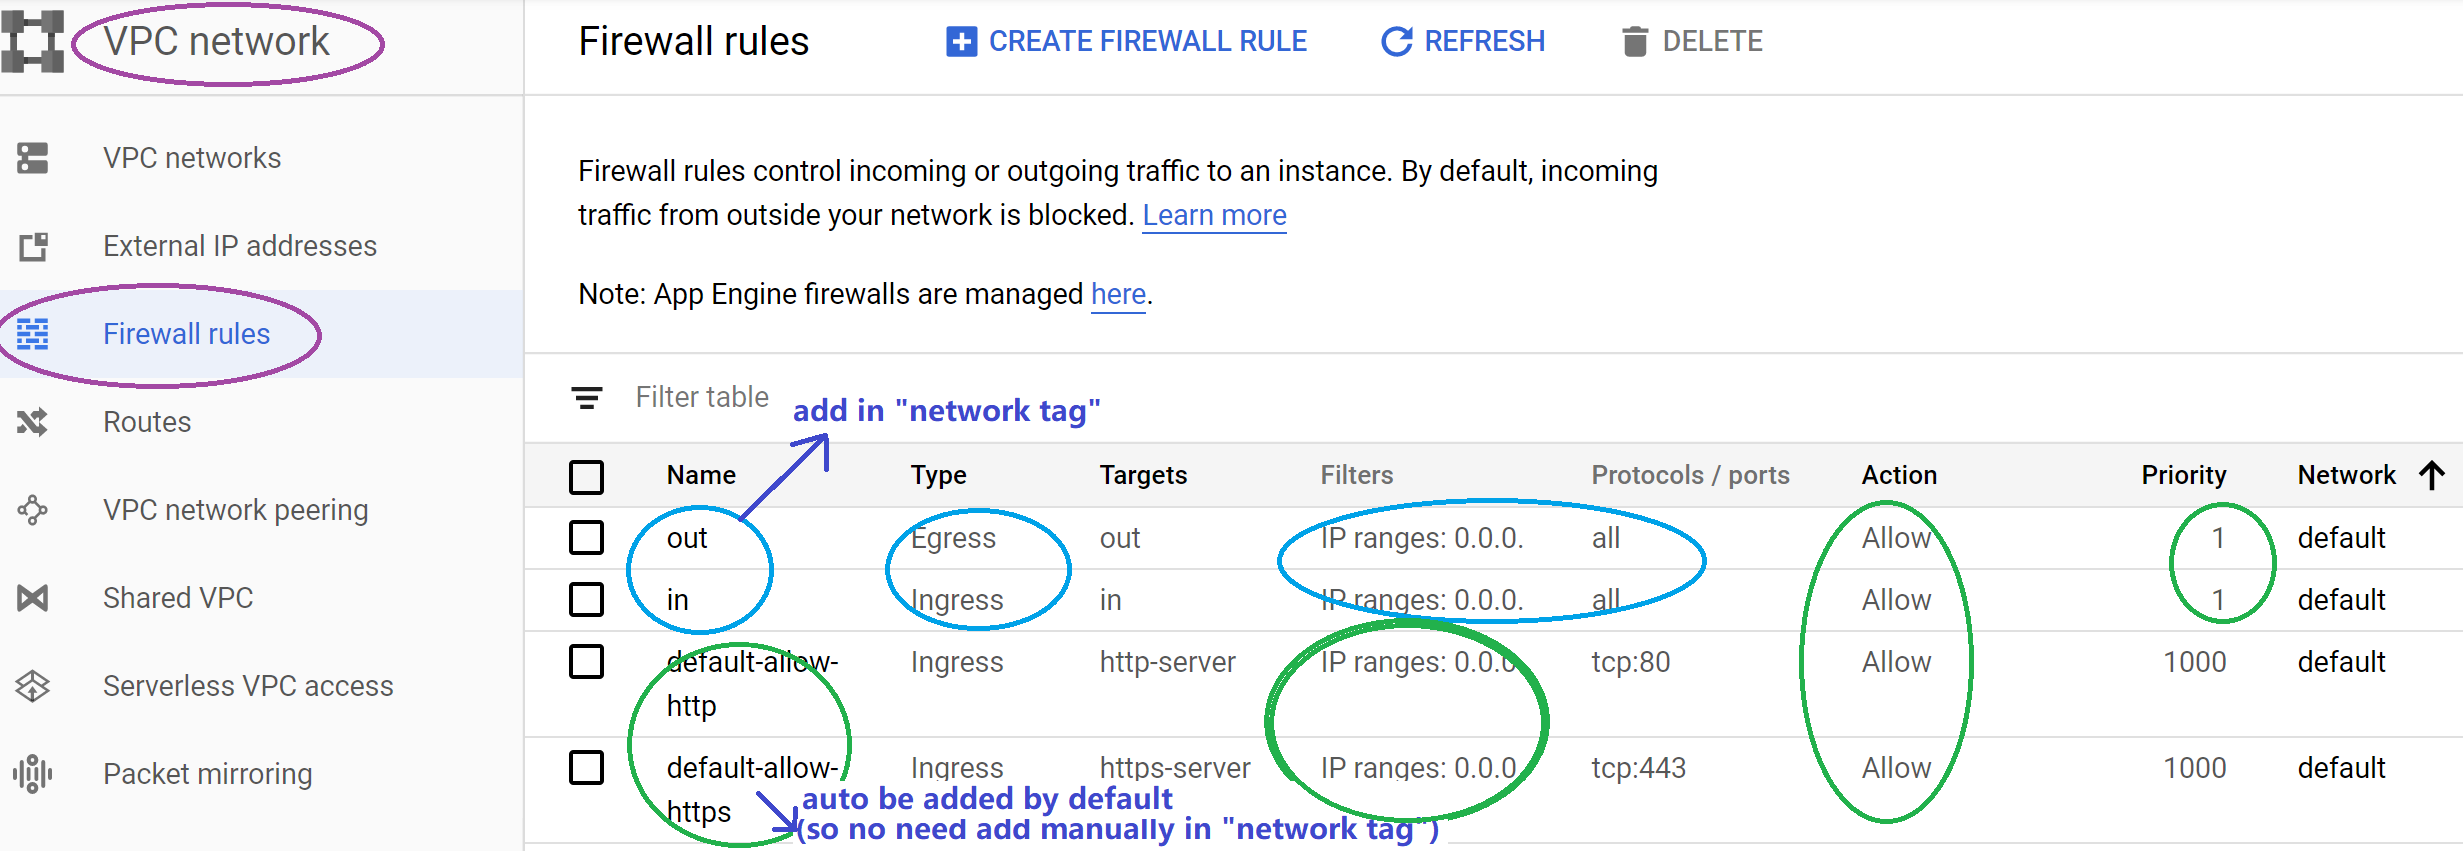 VPC network
Firewall rules
CREATE FIREWALL RULE
REFRESH
DELETE
VPC networks
External IP addresses
Firewall rules
Routes
VPC network peering
Shared VPC
Serverless VPC access
Packet mirroring
Firewall rules control incoming or outgoing traffic to an instance. By default, incoming
traffic from outside your network is blocked. Learn more
Note: App Engine firewalls are managed here.
Filter table
add in "network tag"
Name Type Targets Filters Protocols / ports Action Priority Network
out Egress out IP ranges: 0.0.0. all Allow 1 default
in Ingress in IP ranges: 0.0.0. all Allow 1 default
default-allow- Ingress http-server IP ranges: 0.0.0 tcp:80 Allow 1000 default
http
default-allow- Ingress https-server IP ranges: 0.0.0 tcp:443 Allow 1000 default
https
auto be added by default
(so no need add manually in "network tag")